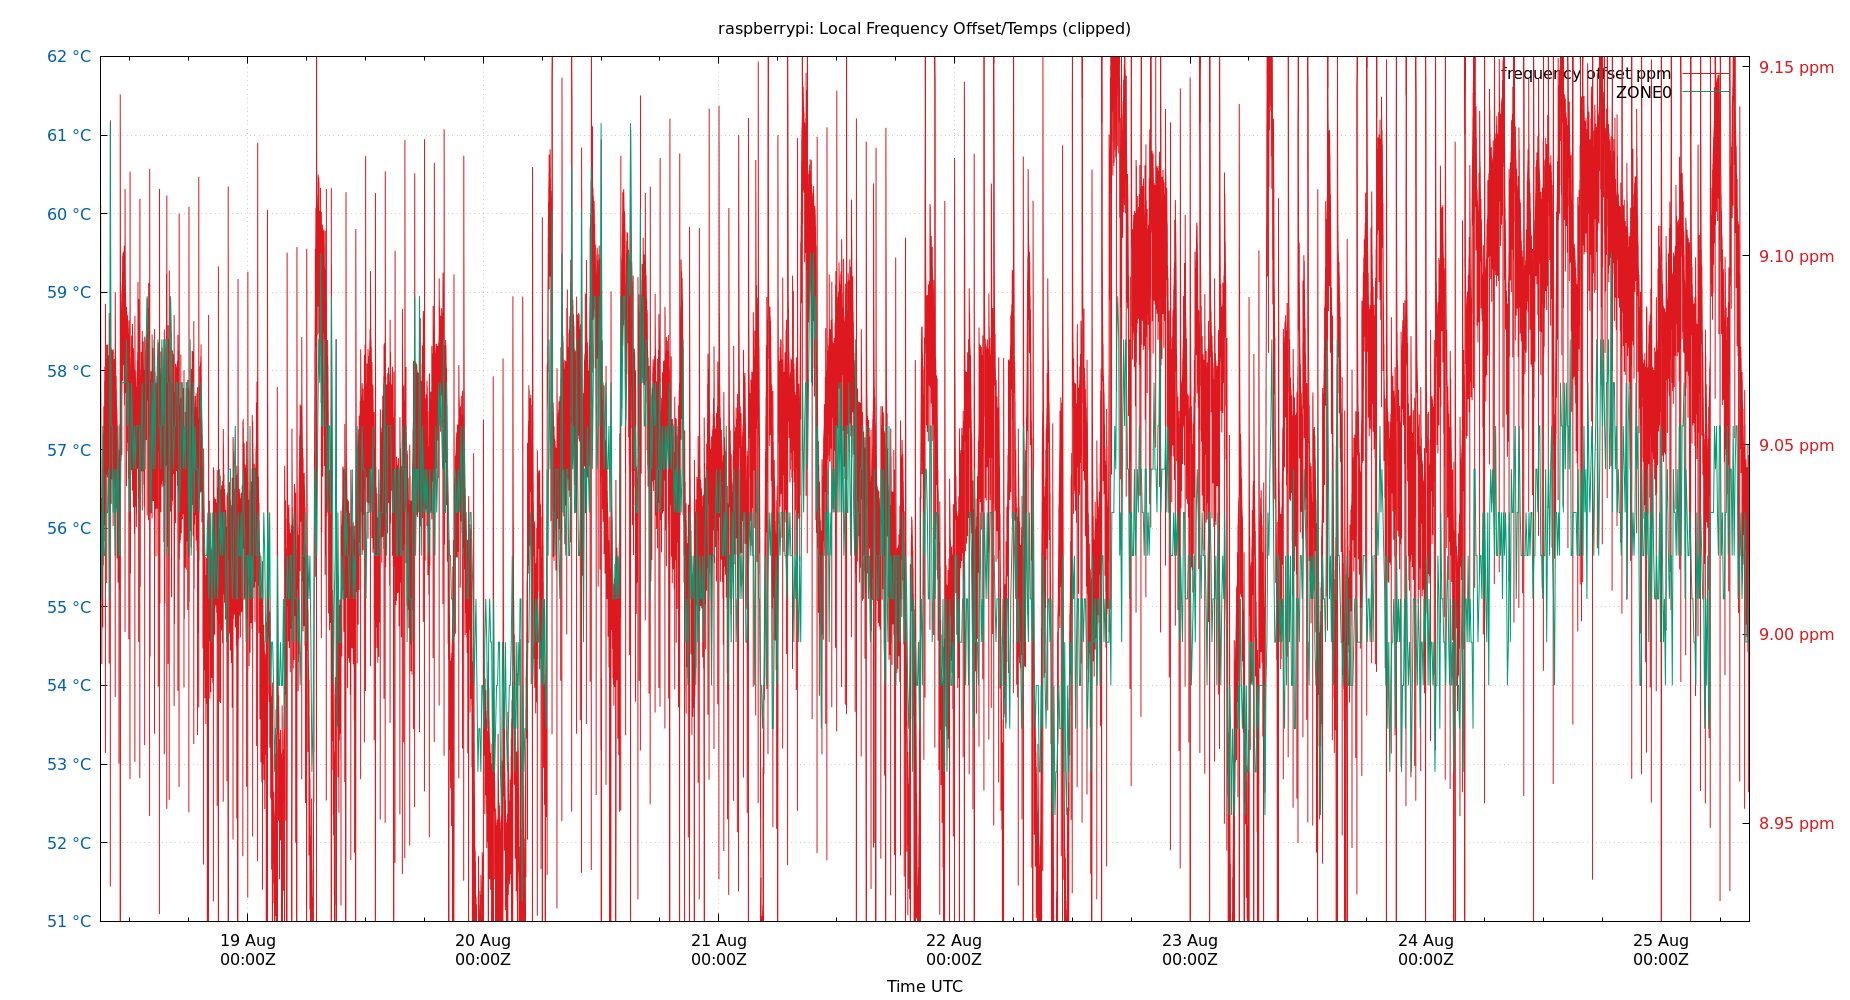 raspberrypi: Local Frequency Offset/Temps (clipped)
62 °C
61 °C
60 °C
59 °C
58 °C
57 °C
56 °C
55 °C
54 °C
53 °C
52 °C
51 °C
frequency offset ppm
ZONE0
9.15 ppm
9.10 ppm
9.05 ppm
9.00 ppm
8.95 ppm
19 Aug
00:00Z
20 Aug
00:00Z
21 Aug
00:00Z
22 Aug
00:00Z
23 Aug
00:00Z
24 Aug
00:00Z
25 Aug
00:00Z
Time UTC